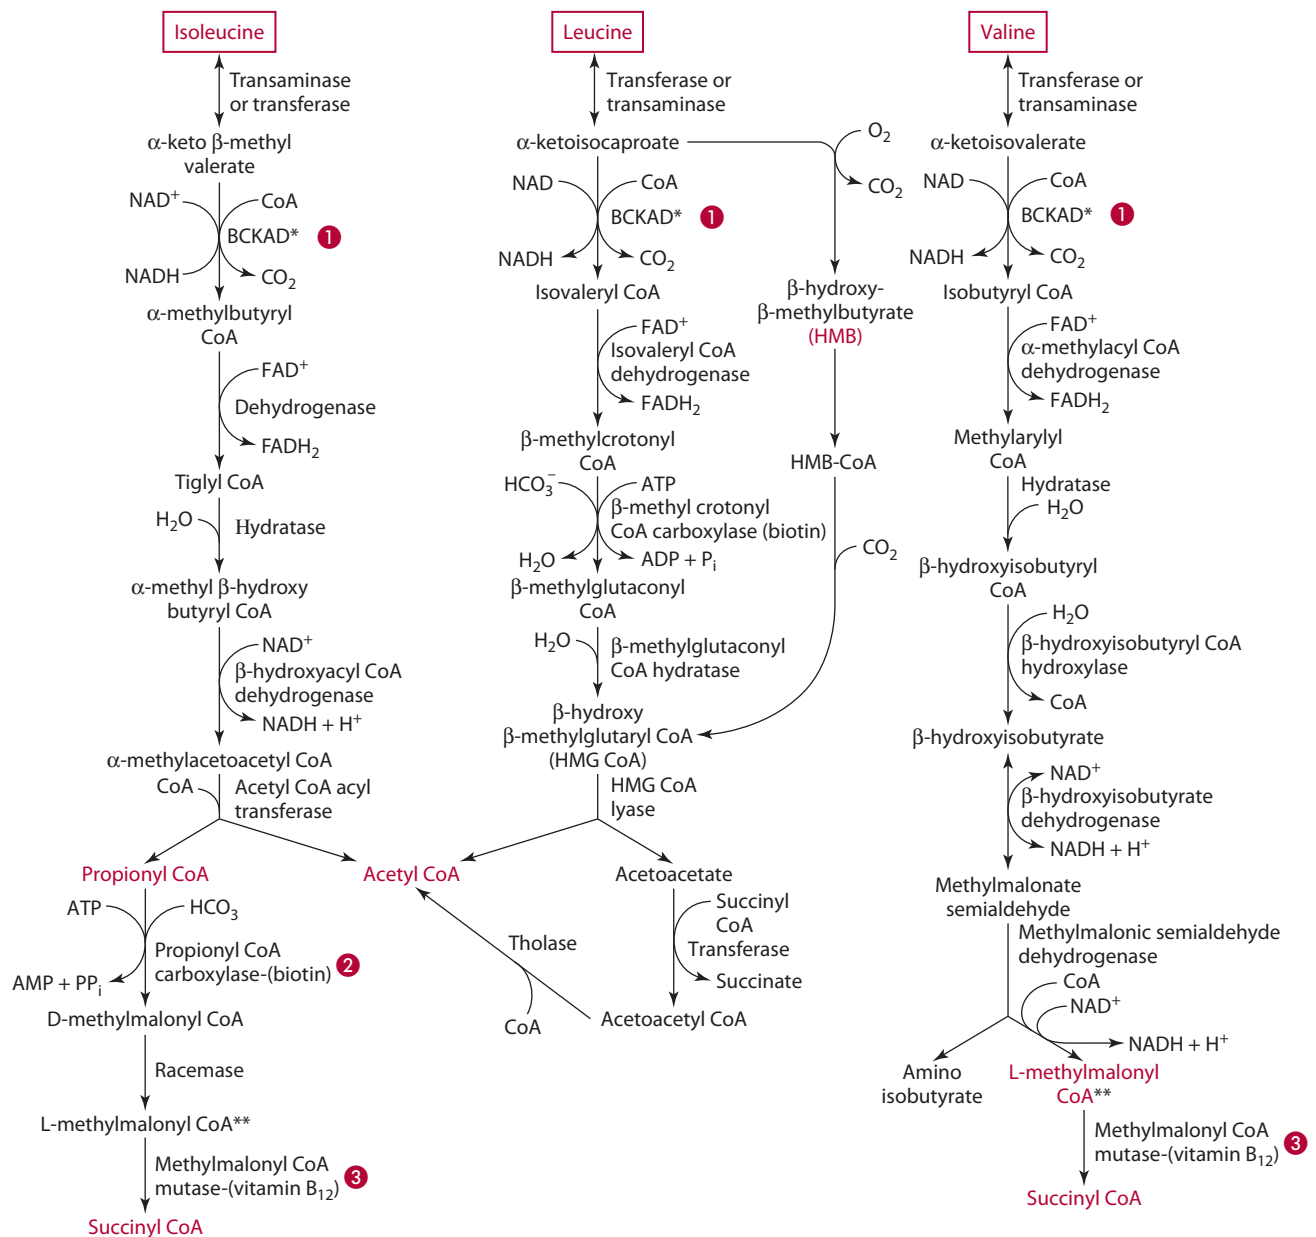 Isoleucine
Transaminase
or transferase
α-keto β-methyl
valerate
NAD⁺
CoA
BCKAD*
1
NADH
CO₂
α-methylbutyryl
CoA
FAD⁺
Dehydrogenase
FADH₂
Tiglyl CoA
H₂O
Hydratase
α-methyl β-hydroxy
butyryl CoA
NAD⁺
β-hydroxyacyl CoA
dehydrogenase
NADH + H⁺
α-methylacetoacetyl CoA
CoA
Acetyl CoA acyl
transferase
Propionyl CoA
ATP
HCO₃
Propionyl CoA
carboxylase-(biotin)
2
AMP + PPᵢ
D-methylmalonyl CoA
Racemase
L-methylmalonyl CoA**
Methylmalonyl CoA
mutase-(vitamin B₁₂)
3
Succinyl CoA
Leucine
Transferase or
transaminase
α-ketoisocaproate
NAD
CoA
BCKAD*
1
NADH
CO₂
Isovaleryl CoA
FAD⁺
Isovaleryl CoA
dehydrogenase
FADH₂
β-methylcrotonyl
CoA
HCO₃⁻
ATP
β-methyl crotonyl
CoA carboxylase (biotin)
H₂O
ADP + Pᵢ
β-methylglutaconyl
CoA
H₂O
β-methylglutaconyl
CoA hydratase
β-hydroxy
β-methylglutaryl CoA
(HMG CoA)
HMG CoA
lyase
Acetyl CoA
Acetoacetate
Succinyl
CoA
Transferase
Succinate
Acetoacetyl CoA
Tholase
CoA
O₂
CO₂
β-hydroxy-
β-methylbutyrate
(HMB)
HMB-CoA
CO₂
Valine
Transferase or
transaminase
α-ketoisovalerate
NAD
CoA
BCKAD*
1
NADH
CO₂
Isobutyryl CoA
FAD⁺
α-methylacyl CoA
dehydrogenase
FADH₂
Methylarylyl
CoA
Hydratase
H₂O
β-hydroxyisobutyryl
CoA
H₂O
β-hydroxyisobutyryl CoA
hydroxylase
CoA
β-hydroxyisobutyrate
NAD⁺
β-hydroxyisobutyrate
dehydrogenase
NADH + H⁺
Methylmalonate
semialdehyde
Methylmalonic semialdehyde
dehydrogenase
CoA
NAD⁺
NADH + H⁺
Amino
isobutyrate
L-methylmalonyl
CoA**
Methylmalonyl CoA
mutase-(vitamin B₁₂)
3
Succinyl CoA